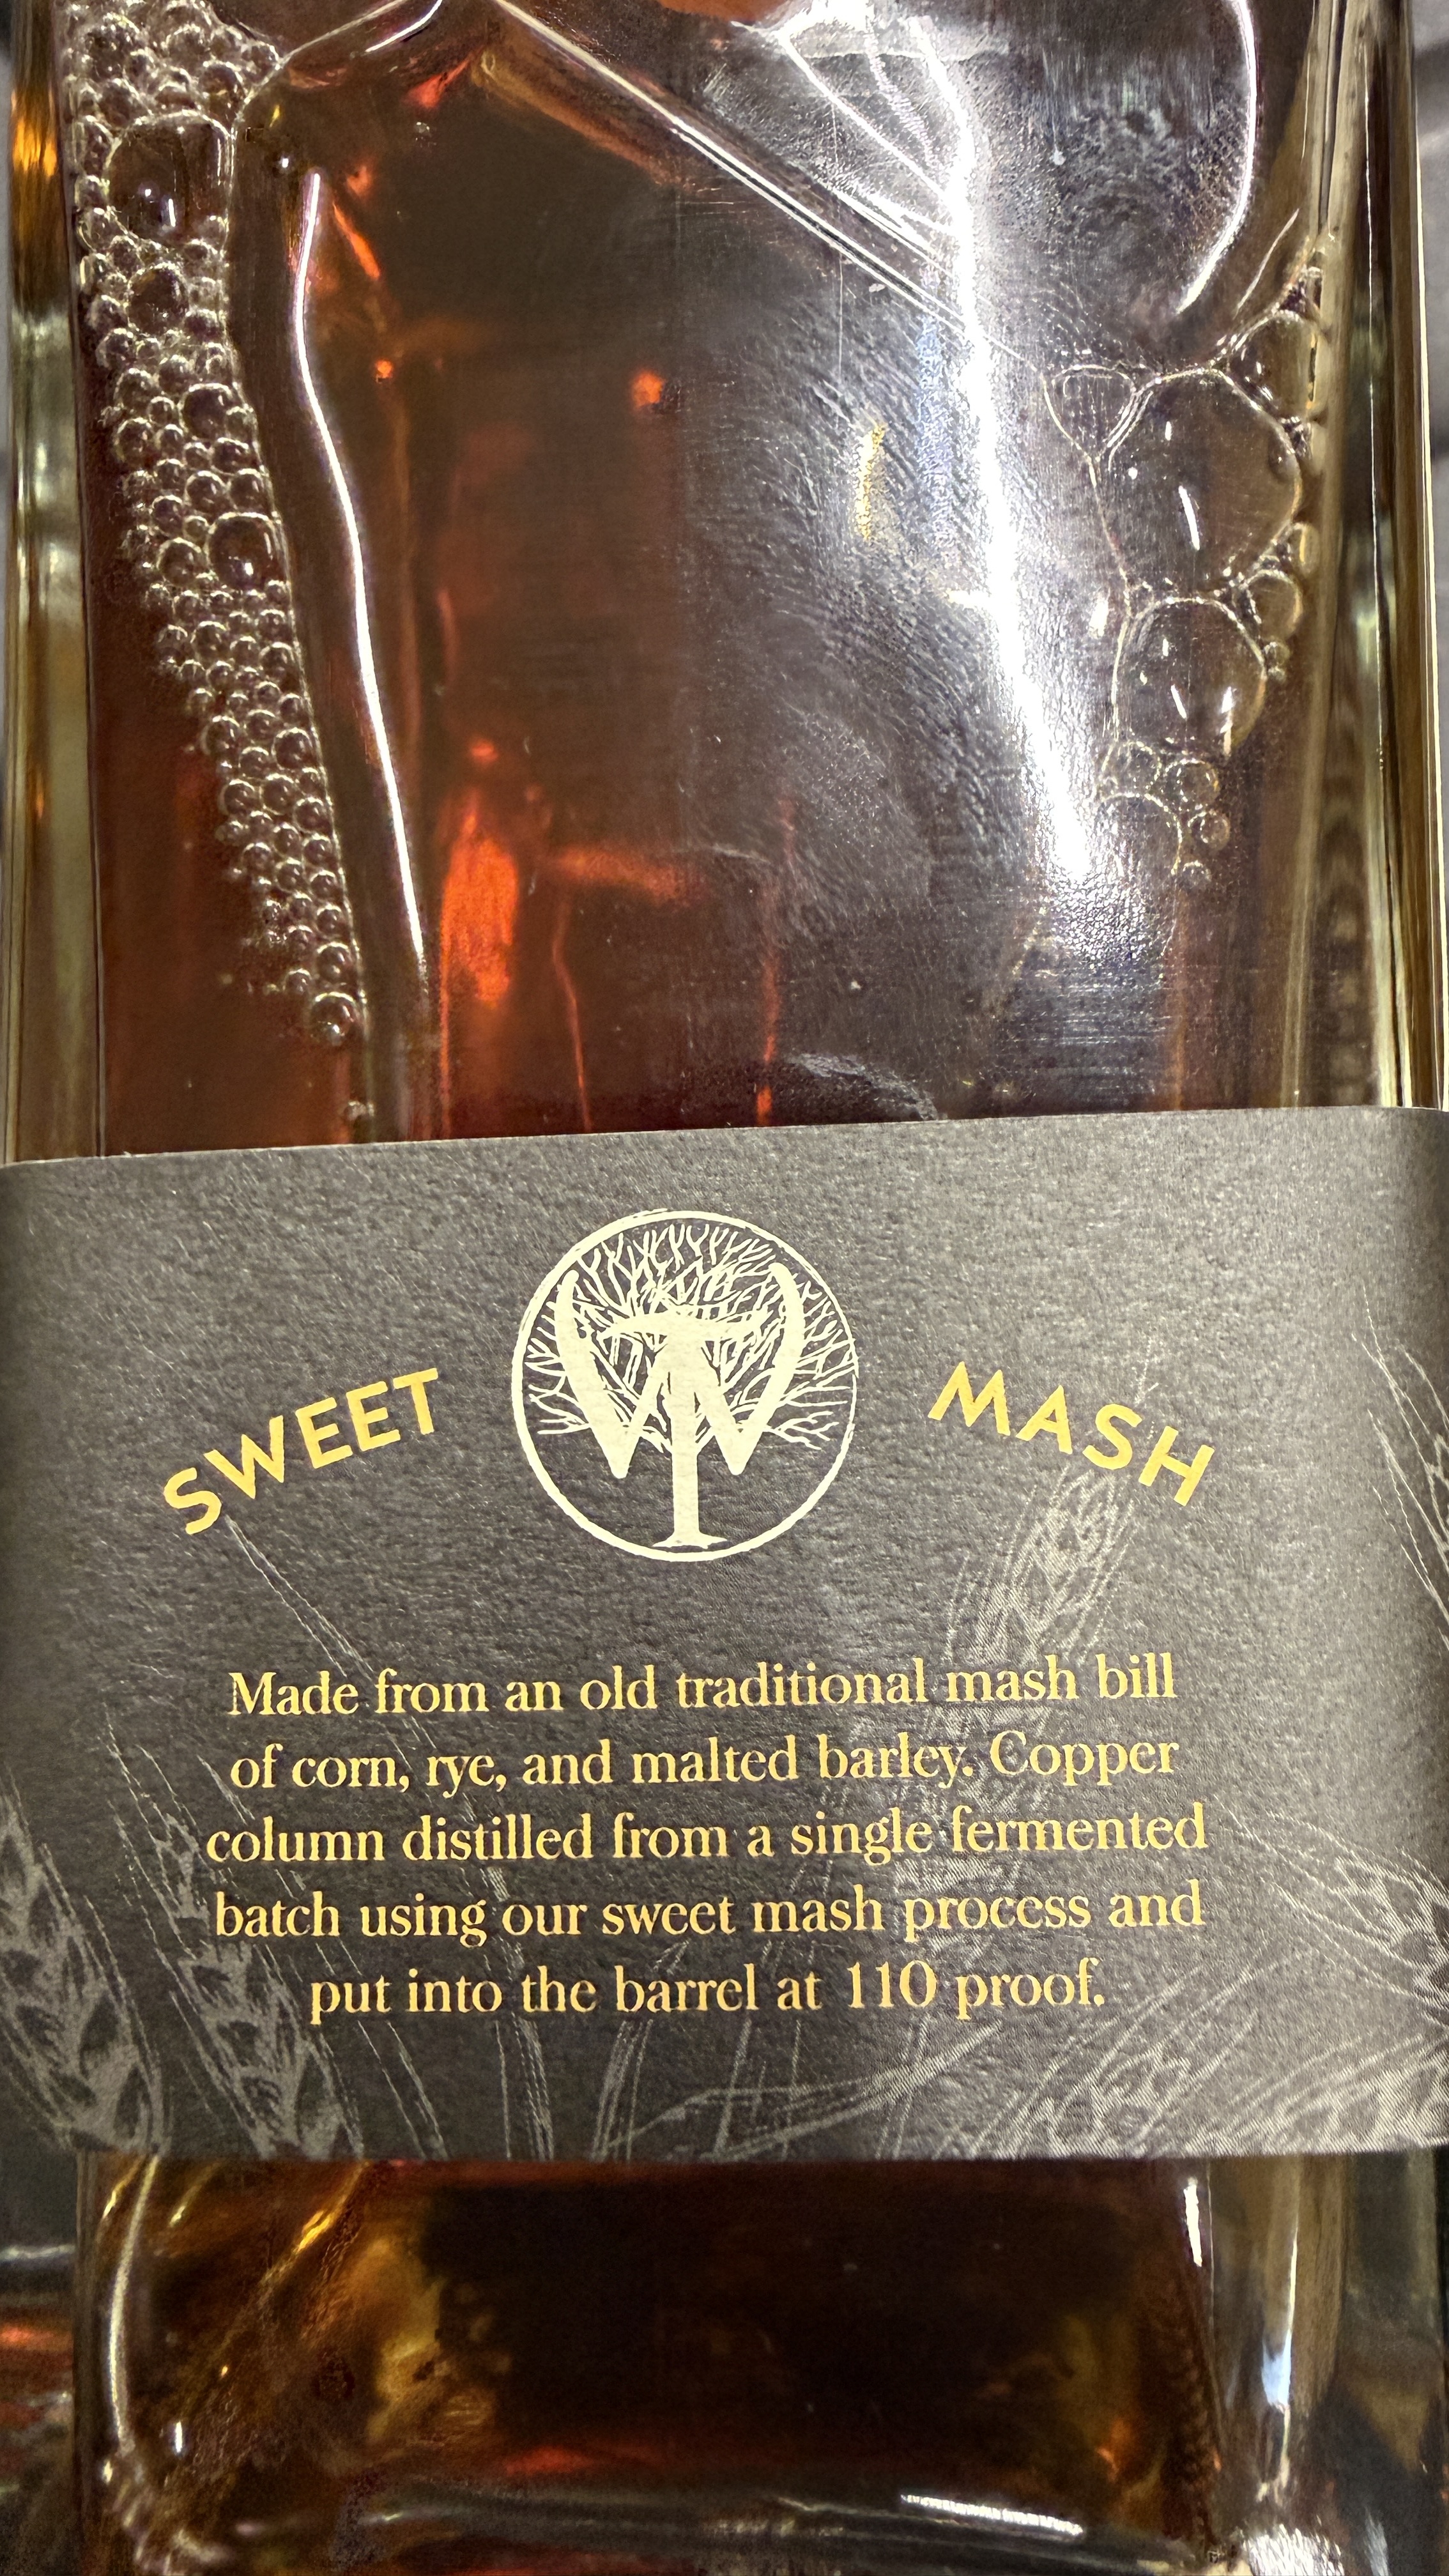 SWEET WT MASH
Made from an old traditional mash bill
of corn, rye, and malted barley. Copper
column distilled from a single fermented
batch using our sweet mash process and
put into the barrel at 110 proof.